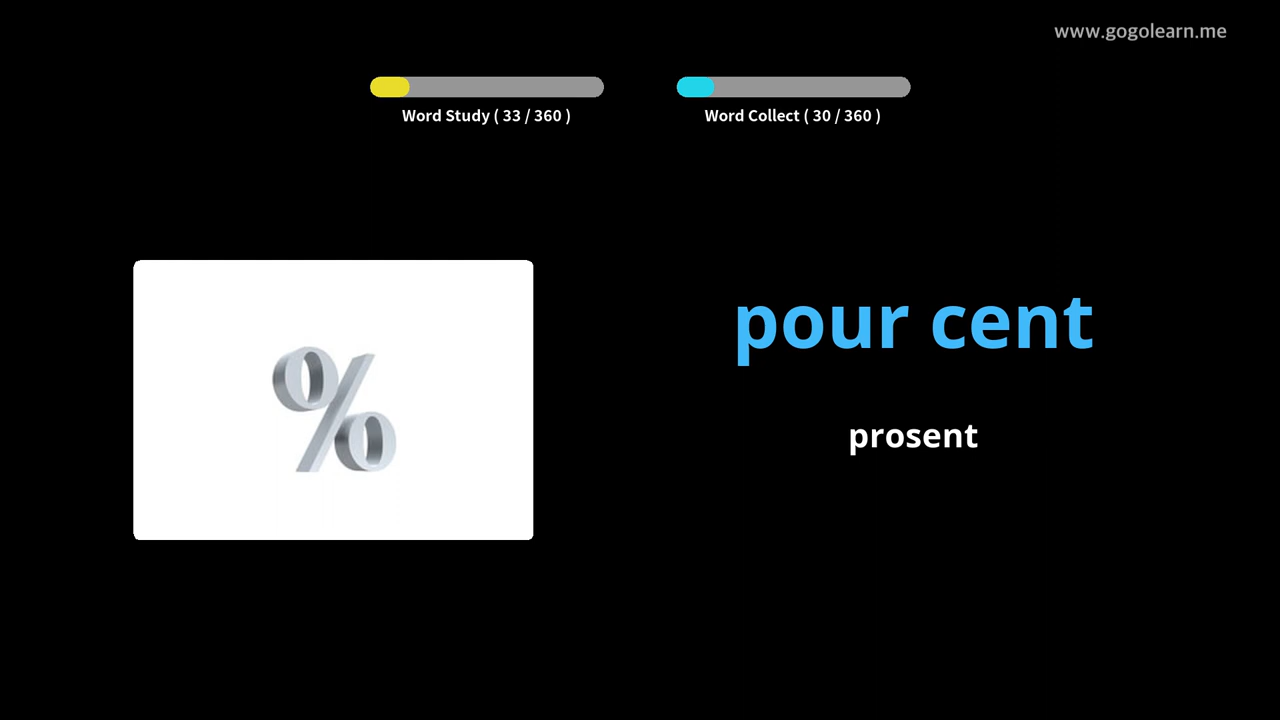 www.gogolearn.me
Word Study ( 33 / 360 )
Word Collect ( 30 / 360 )
%
pour cent
prosent